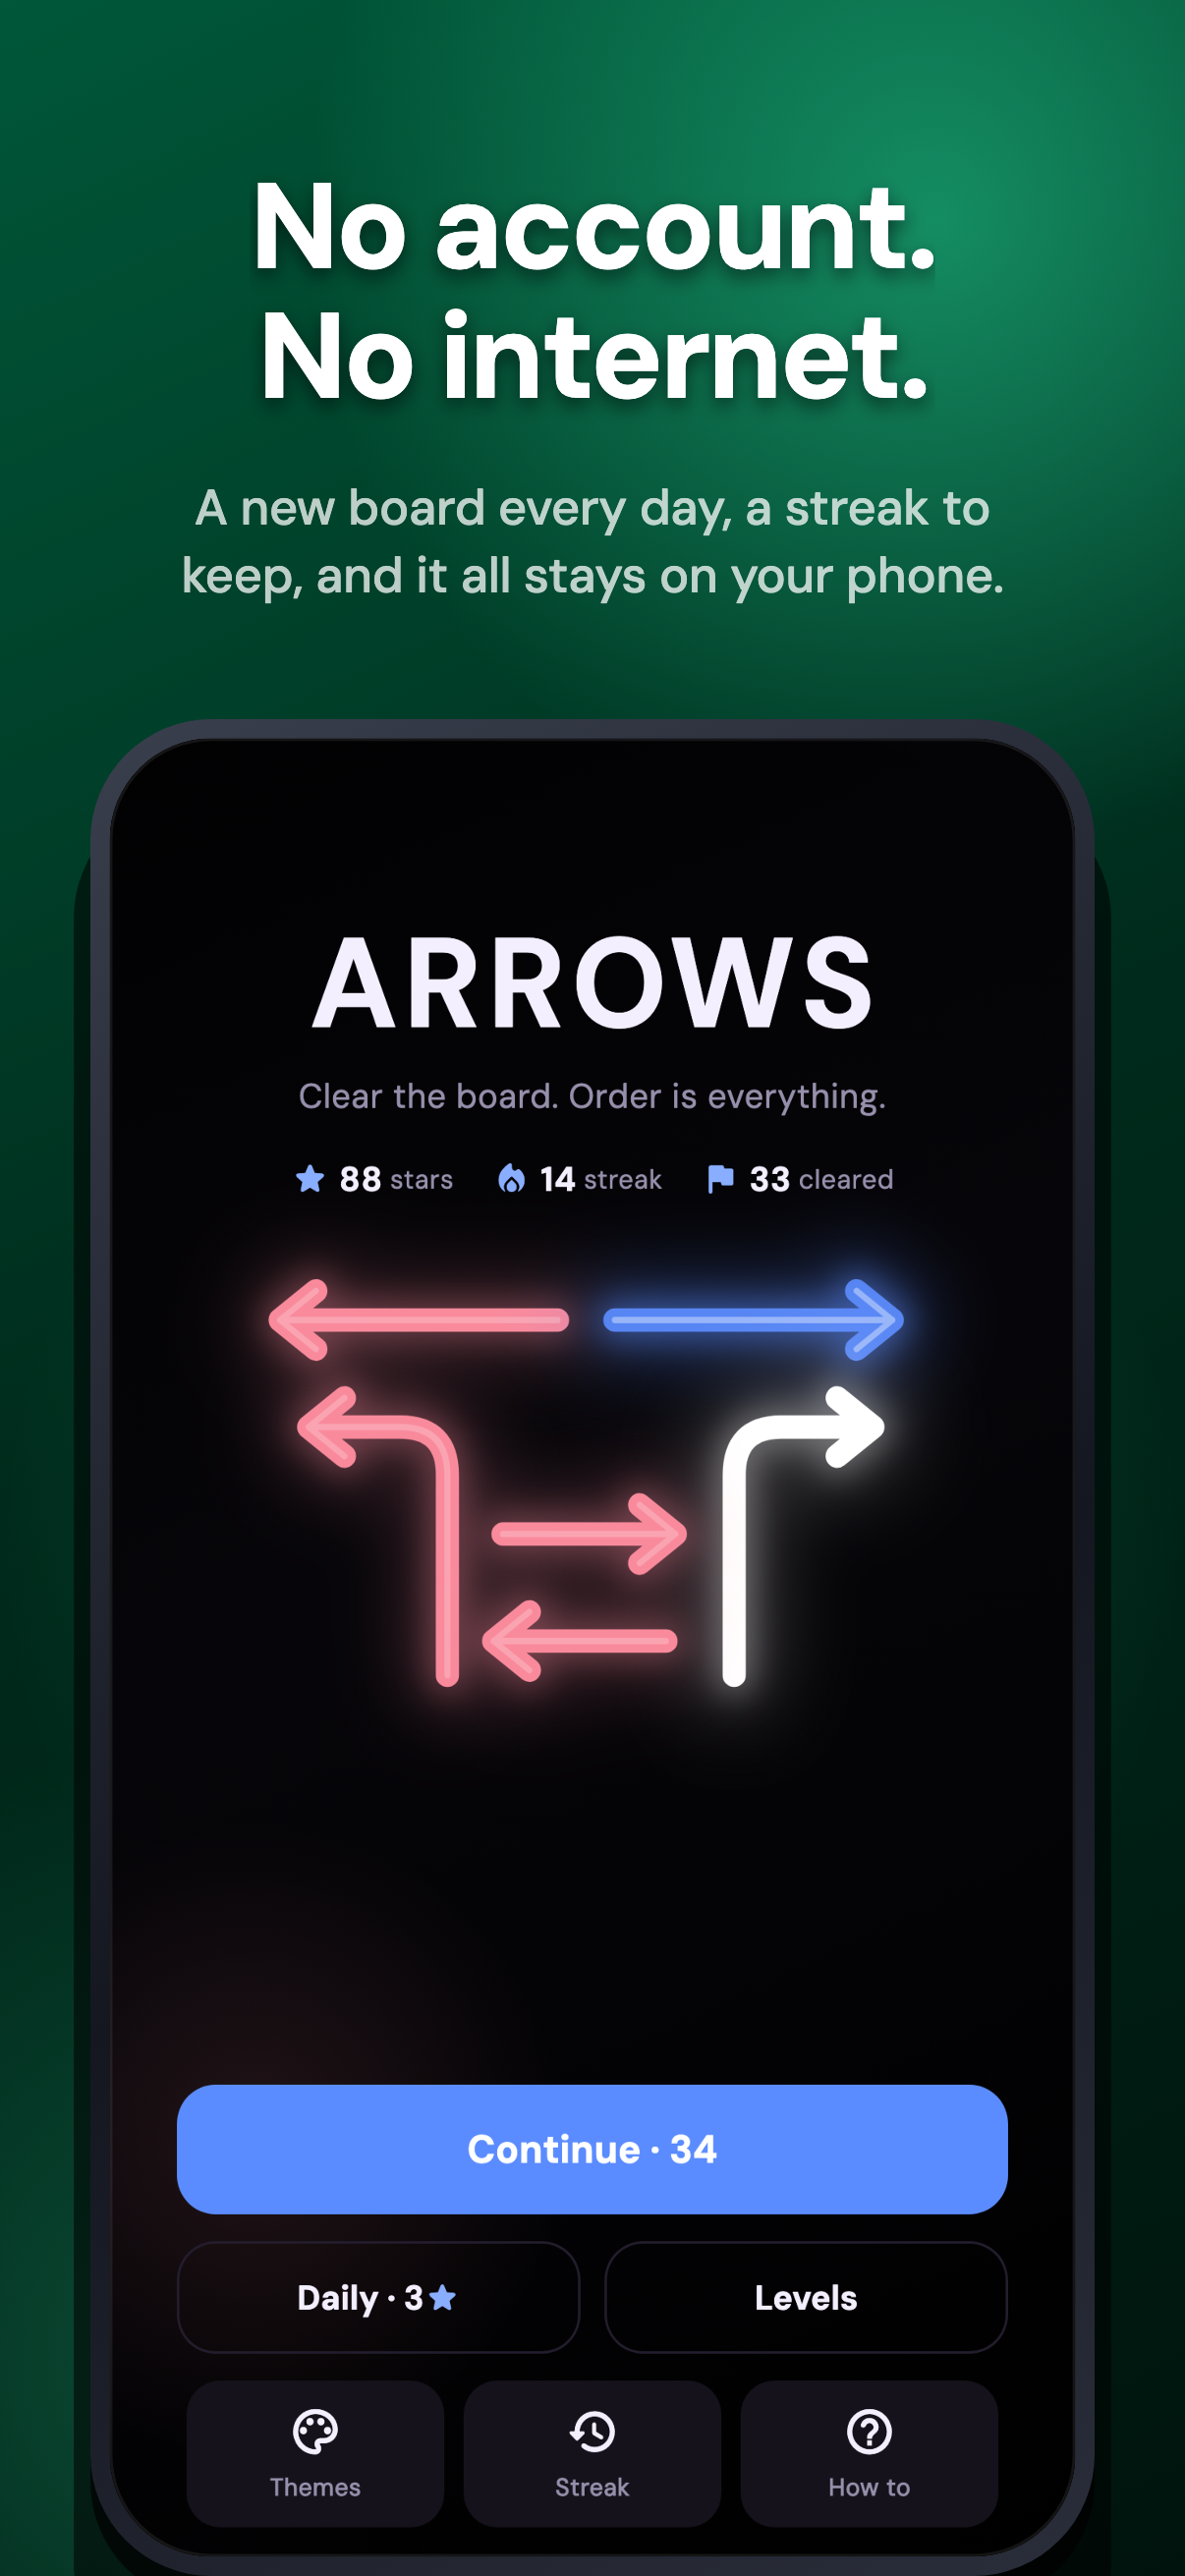 No account.
No internet.
A new board every day, a streak to
keep, and it all stays on your phone.
ARROWS
Clear the board. Order is everything.
88 stars 14 streak 33 cleared
Continue · 34
Daily · 3 Levels
Themes Streak How to